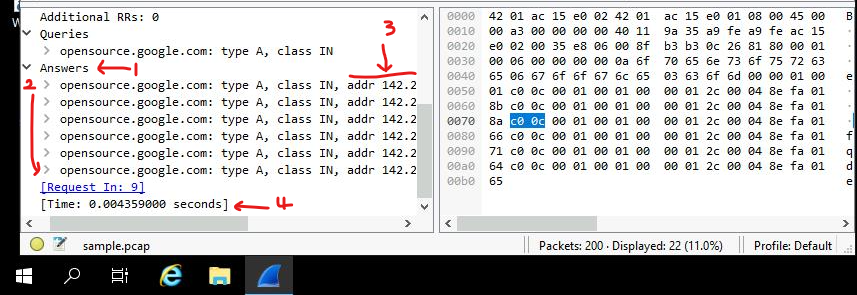 Additional RRs: 0
Queries
opensource.google.com: type A, class IN
3
Answers
1
2
opensource.google.com: type A, class IN, addr 142.2
opensource.google.com: type A, class IN, addr 142.2
opensource.google.com: type A, class IN, addr 142.2
opensource.google.com: type A, class IN, addr 142.2
opensource.google.com: type A, class IN, addr 142.2
opensource.google.com: type A, class IN, addr 142.2
[Request In: 9]
[Time: 0.004359000 seconds]
4
0000 42 01 ac 15 e0 02 42 01 ac 15 e0 01 08 00 45 00 B
0010 00 a3 00 00 00 00 40 11 9a 35 a9 fe a9 fe ac 15
0020 e0 02 00 35 e8 06 00 8f b3 b3 0c 26 81 80 00 01
0030 00 06 00 00 00 00 0a 6f 70 65 6e 73 6f 75 72 63
0040 65 06 67 6f 6f 67 6c 65 03 63 6f 6d 00 00 01 00 e
0050 01 c0 0c 00 01 00 01 00 00 01 2c 00 04 8e fa 01
0060 8b c0 0c 00 01 00 01 00 00 01 2c 00 04 8e fa 01
0070 8a c0 0c 00 01 00 01 00 00 01 2c 00 04 8e fa 01
0080 66 c0 0c 00 01 00 01 00 00 01 2c 00 04 8e fa 01 f
0090 71 c0 0c 00 01 00 01 00 00 01 2c 00 04 8e fa 01 q
00a0 64 c0 0c 00 01 00 01 00 00 01 2c 00 04 8e fa 01 d
00b0 65 e
sample.pcap
Packets: 200 · Displayed: 22 (11.0%)
Profile: Default